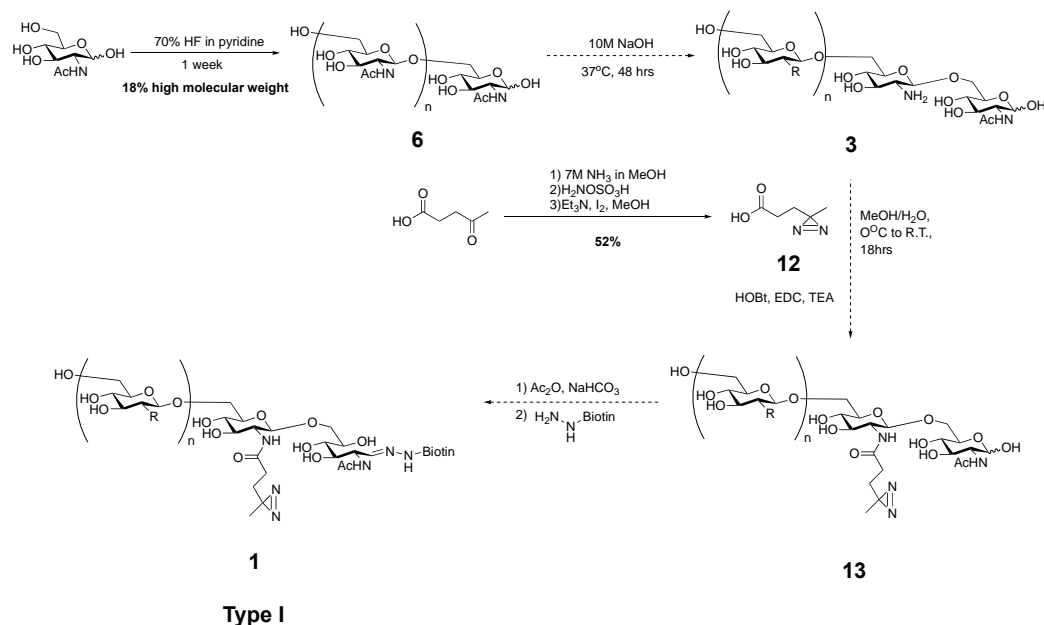 HO
HO
HO
O
OH
AcHN
70% HF in pyridine
1 week
18% high molecular weight
HO
HO
HO
O
AcHN
O
n
HO
HO
O
AcHN
OH
6
10M NaOH
37°C, 48 hrs
HO
HO
HO
O
R
O
n
HO
HO
O
NH2
O
HO
HO
O
AcHN
OH
3
HO
O
O
1) 7M NH3 in MeOH
2)H2NOSO3H
3)Et3N, I2, MeOH
52%
O
HO
N=N
12
MeOH/H2O,
O°C to R.T.,
18hrs
HOBt, EDC, TEA
HO
HO
HO
O
R
O
n
HO
HO
O
NH
O
O
N
N
OH
HO
HO
AcHN
N
N
H
Biotin
1
Type I
1) Ac2O, NaHCO3
2) H2N
N
H
Biotin
HO
HO
HO
O
R
O
n
HO
HO
O
NH
O
O
N
N
HO
HO
O
AcHN
OH
13